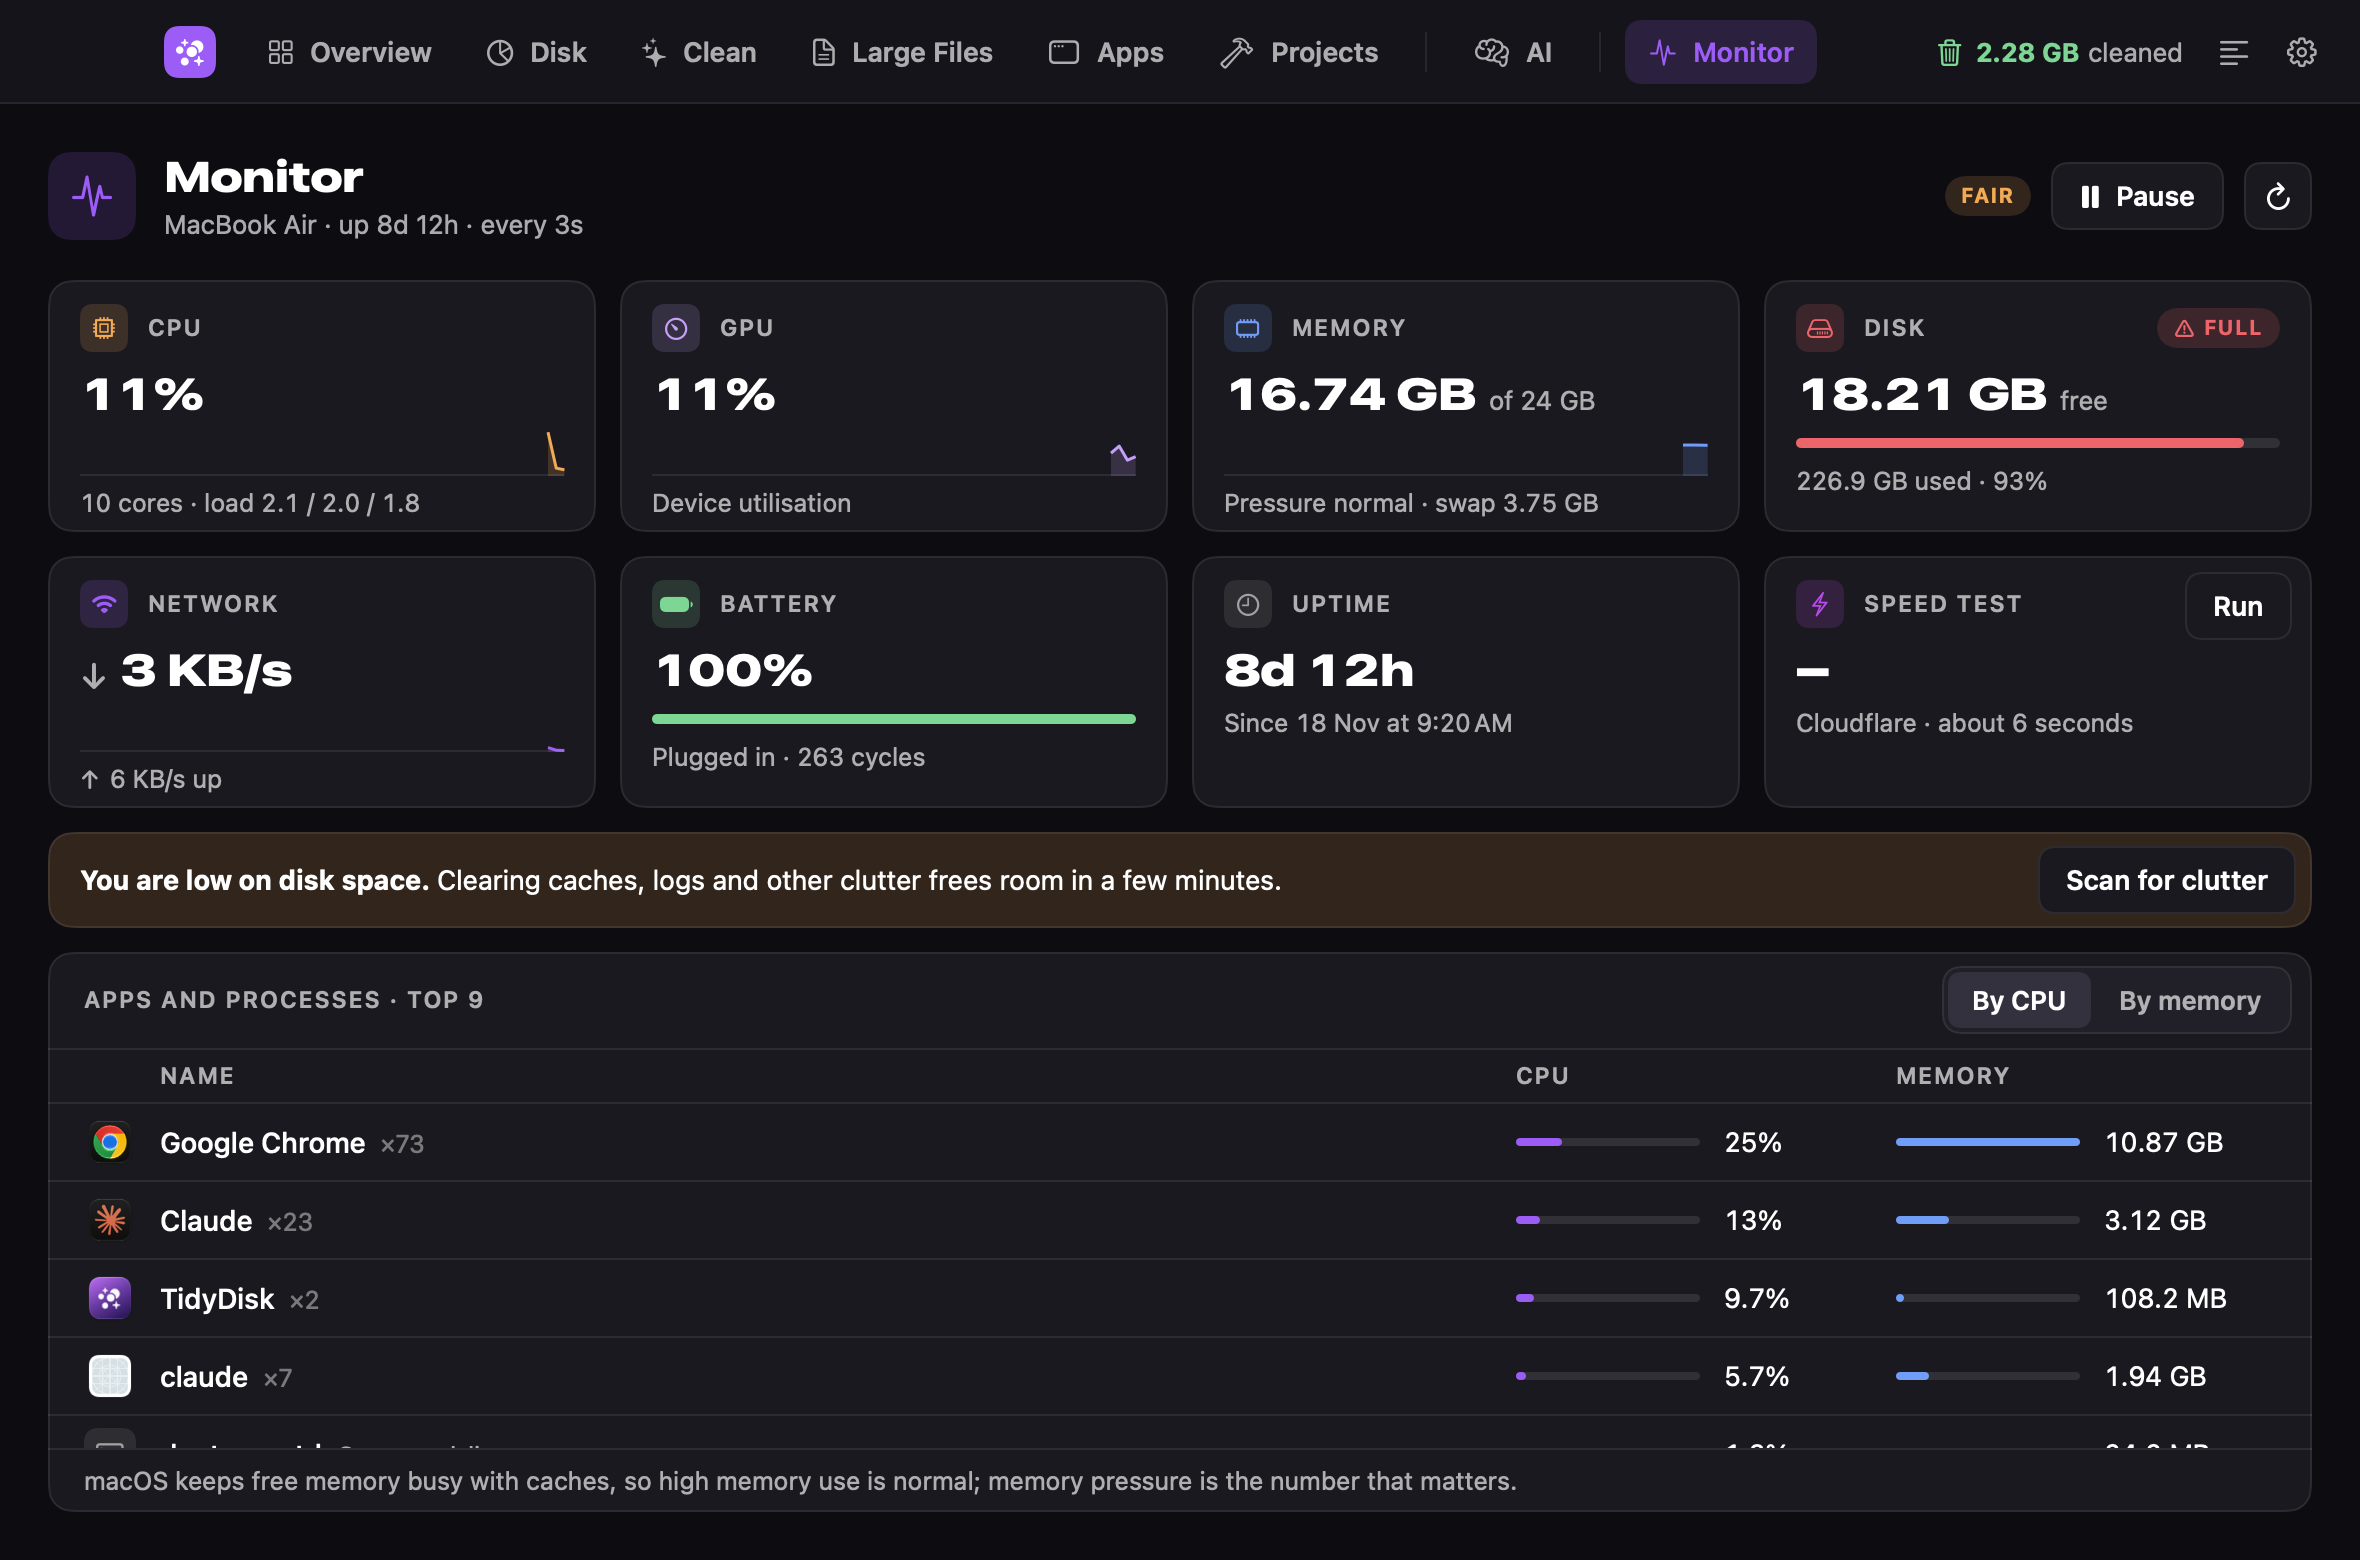 Overview
Disk
Clean
Large Files
Apps
Projects
AI
Monitor
2.28 GB cleaned
Monitor
MacBook Air · up 8d 12h · every 3s
FAIR
Pause
CPU
11%
10 cores · load 2.1 / 2.0 / 1.8
GPU
11%
Device utilisation
MEMORY
16.74 GB of 24 GB
Pressure normal · swap 3.75 GB
DISK
FULL
18.21 GB free
226.9 GB used · 93%
NETWORK
↓ 3 KB/s
↑ 6 KB/s up
BATTERY
100%
Plugged in · 263 cycles
UPTIME
8d 12h
Since 18 Nov at 9:20 AM
SPEED TEST
Run
–
Cloudflare · about 6 seconds
You are low on disk space. Clearing caches, logs and other clutter frees room in a few minutes.
Scan for clutter
APPS AND PROCESSES · TOP 9
By CPU
By memory
NAME CPU MEMORY
Google Chrome ×73 25% 10.87 GB
Claude ×23 13% 3.12 GB
TidyDisk ×2 9.7% 108.2 MB
claude ×7 5.7% 1.94 GB
macOS keeps free memory busy with caches, so high memory use is normal; memory pressure is the number that matters.